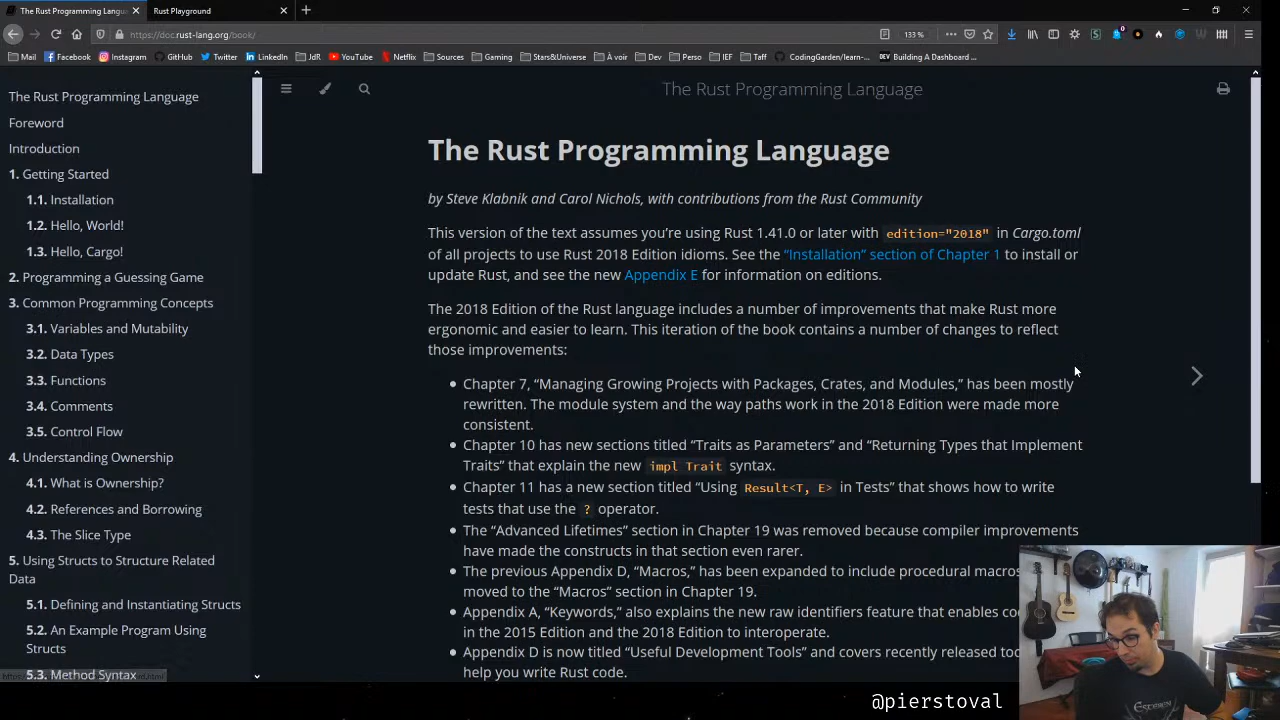 The Rust Programming Langu
Rust Playground
https://doc.rust-lang.org/book/
133 %
Mail
Facebook
Instagram
GitHub
Twitter
LinkedIn
JdR
YouTube
Netflix
Sources
Gaming
Stars&Universe
À voir
Dev
Perso
IEF
Taff
CodingGarden/learn-...
DEV Building A Dashboard ...
The Rust Programming Language
Foreword
Introduction
1. Getting Started
1.1. Installation
1.2. Hello, World!
1.3. Hello, Cargo!
2. Programming a Guessing Game
3. Common Programming Concepts
3.1. Variables and Mutability
3.2. Data Types
3.3. Functions
3.4. Comments
3.5. Control Flow
4. Understanding Ownership
4.1. What is Ownership?
4.2. References and Borrowing
4.3. The Slice Type
5. Using Structs to Structure Related
Data
5.1. Defining and Instantiating Structs
5.2. An Example Program Using
Structs
5.3. Method Syntax
The Rust Programming Language
The Rust Programming Language
by Steve Klabnik and Carol Nichols, with contributions from the Rust Community
This version of the text assumes you’re using Rust 1.41.0 or later with edition="2018" in Cargo.toml
of all projects to use Rust 2018 Edition idioms. See the “Installation” section of Chapter 1 to install or
update Rust, and see the new Appendix E for information on editions.
The 2018 Edition of the Rust language includes a number of improvements that make Rust more
ergonomic and easier to learn. This iteration of the book contains a number of changes to reflect
those improvements:
• Chapter 7, “Managing Growing Projects with Packages, Crates, and Modules,” has been mostly
rewritten. The module system and the way paths work in the 2018 Edition were made more
consistent.
• Chapter 10 has new sections titled “Traits as Parameters” and “Returning Types that Implement
Traits” that explain the new impl Trait syntax.
• Chapter 11 has a new section titled “Using Result<T, E> in Tests” that shows how to write
tests that use the ? operator.
• The “Advanced Lifetimes” section in Chapter 19 was removed because compiler improvements
have made the constructs in that section even rarer.
• The previous Appendix D, “Macros,” has been expanded to include procedural macros
moved to the “Macros” section in Chapter 19.
• Appendix A, “Keywords,” also explains the new raw identifiers feature that enables co
in the 2015 Edition and the 2018 Edition to interoperate.
• Appendix D is now titled “Useful Development Tools” and covers recently released too
help you write Rust code.
@pierstoval